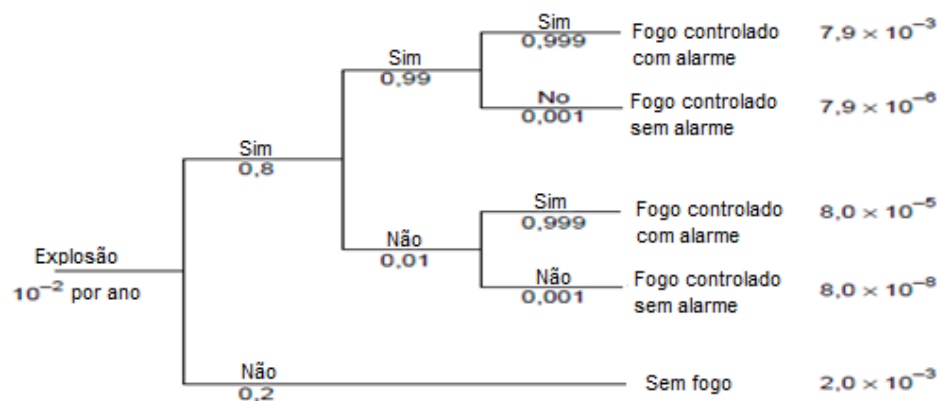 Sim
0,999
Fogo controlado
com alarme
7,9 × 10⁻³
Sim
0,99
No
0,001
Fogo controlado
sem alarme
7,9 × 10⁻⁶
Sim
0,8
Sim
0,999
Fogo controlado
com alarme
8,0 × 10⁻⁵
Não
0,01
Explosão
10⁻² por ano
Não
0,001
Fogo controlado
sem alarme
8,0 × 10⁻⁸
Não
0,2
Sem fogo
2,0 × 10⁻³